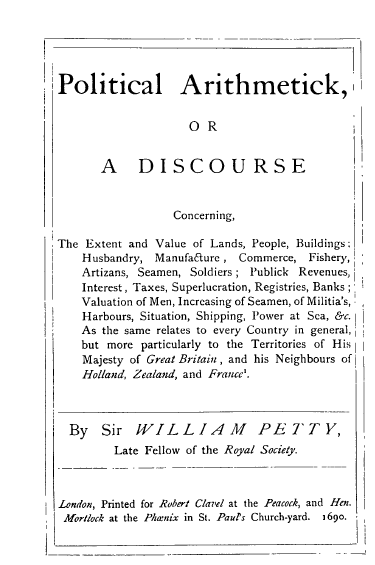 Political Arithmetick,
OR
A DISCOURSE
Concerning,
The Extent and Value of Lands, People, Buildings;
Husbandry, Manufacture, Commerce, Fishery,
Artizans, Seamen, Soldiers; Publick Revenues,
Interest, Taxes, Superlucration, Registries, Banks;
Valuation of Men, Increasing of Seamen, of Militia's,
Harbours, Situation, Shipping, Power at Sea, &c.
As the same relates to every Country in general,
but more particularly to the Territories of His
Majesty of Great Britain, and his Neighbours of
Holland, Zealand, and France¹.
By Sir WILLIAM PETTY,
Late Fellow of the Royal Society.
London, Printed for Robert Clavel at the Peacock, and Hen.
Mortlock at the Phœnix in St. Paul's Church-yard. 1690.